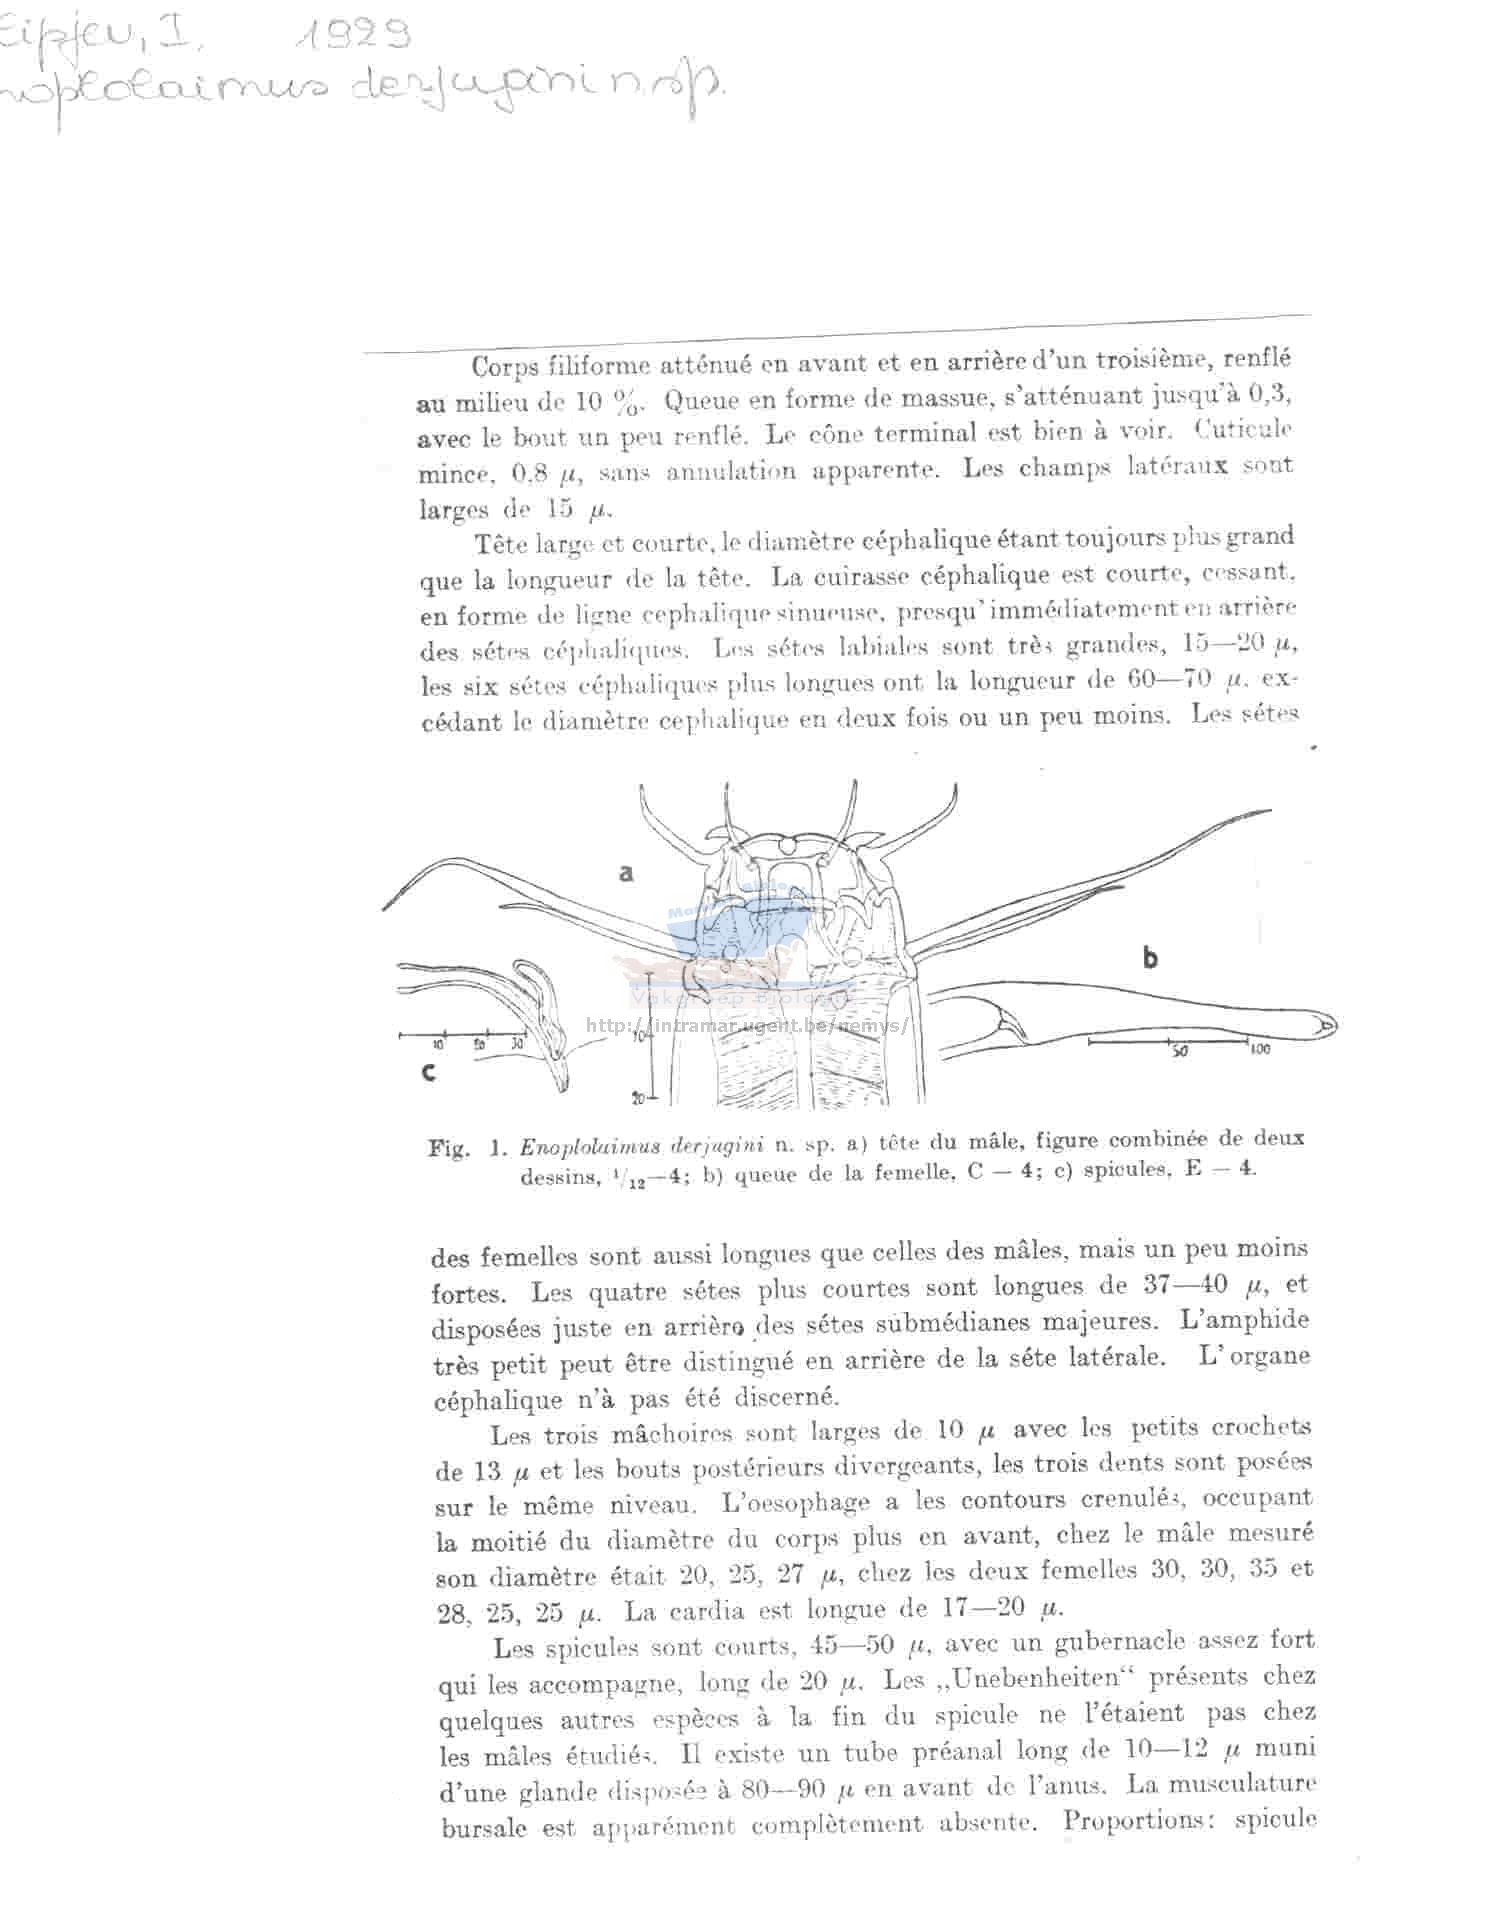 1929
derjugini n. sp.
Corps filiforme atténué en avant et en arrière d'un troisième, renflé
au milieu de 10 %. Queue en forme de massue, s'atténuant jusqu'à 0,3,
avec le bout un peu renflé. Le cône terminal est bien à voir. Cuticule
mince, 0,8 μ, sans annulation apparente. Les champs latéraux sont
larges de 15 μ.
Tête large et courte, le diamètre céphalique étant toujours plus grand
que la longueur de la tête. La cuirasse céphalique est courte, cessant,
en forme de ligne cephalique sinueuse, presqu'immédiatement en arrière
des sétes céphaliques. Les sétes labiales sont très grandes, 15—20 μ,
les six sétes céphaliques plus longues ont la longueur de 60—70 μ, ex-
cédant le diamètre cephalique en deux fois ou un peu moins. Les sétes
a
b
c
10 20 30
10
20
50 100
Vakgroep Biologie
http://intramar.ugent.be/nemys/
Fig. 1. Enoplolaimus derjugini n. sp. a) tête du mâle, figure combinée de deux
dessins, 1/12—4; b) queue de la femelle, C — 4; c) spicules, E — 4.
des femelles sont aussi longues que celles des mâles, mais un peu moins
fortes. Les quatre sétes plus courtes sont longues de 37—40 μ, et
disposées juste en arrière des sétes submédianes majeures. L'amphide
très petit peut être distingué en arrière de la séte latérale. L'organe
céphalique n'à pas été discerné.
Les trois mâchoires sont larges de 10 μ avec les petits crochets
de 13 μ et les bouts postérieurs divergeants, les trois dents sont posées
sur le même niveau. L'oesophage a les contours crenulés, occupant
la moitié du diamètre du corps plus en avant, chez le mâle mesuré
son diamètre était 20, 25, 27 μ, chez les deux femelles 30, 30, 35 et
28, 25, 25 μ. La cardia est longue de 17—20 μ.
Les spicules sont courts, 45—50 μ, avec un gubernacle assez fort
qui les accompagne, long de 20 μ. Les „Unebenheiten“ présents chez
quelques autres espèces à la fin du spicule ne l'étaient pas chez
les mâles étudiés. Il existe un tube préanal long de 10—12 μ muni
d'une glande disposée à 80—90 μ en avant de l'anus. La musculature
bursale est apparément complètement absente. Proportions: spicule